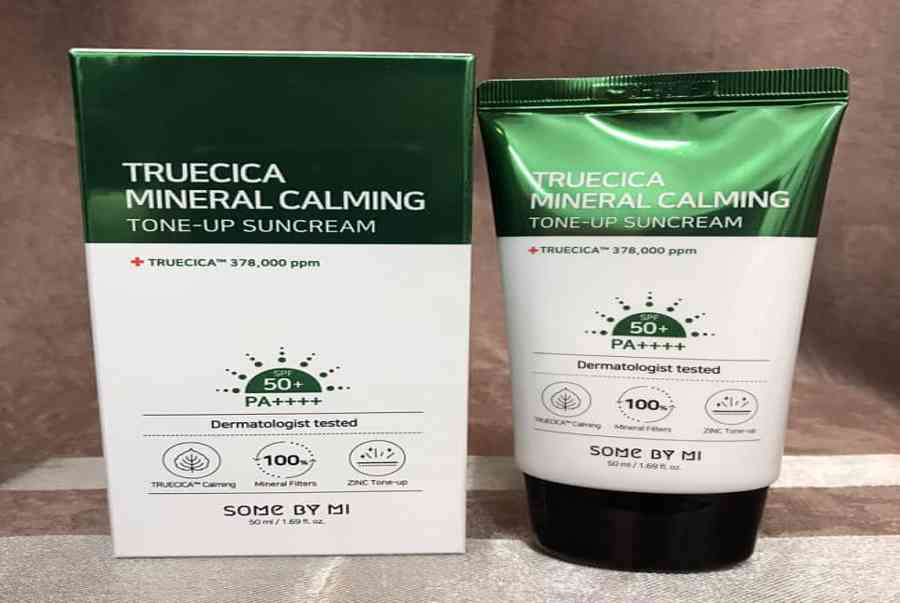 TRUECICA
MINERAL CALMING
TONE-UP SUNCREAM
TRUECICA™ 378,000 ppm
SPF
50+
PA++++
Dermatologist tested
TRUECICA™ Calming
100%
Mineral Filters
ZINC Tone-up
SOME BY MI
50 ml / 1.69 fl. oz.
TRUECICA
MINERAL CALMING
TONE-UP SUNCREAM
TRUECICA™ 378,000 ppm
SPF
50+
PA++++
Dermatologist tested
TRUECICA™ Calming
100%
Mineral Filters
ZINC Tone-up
SOME BY MI
50 ml / 1.69 fl. oz.